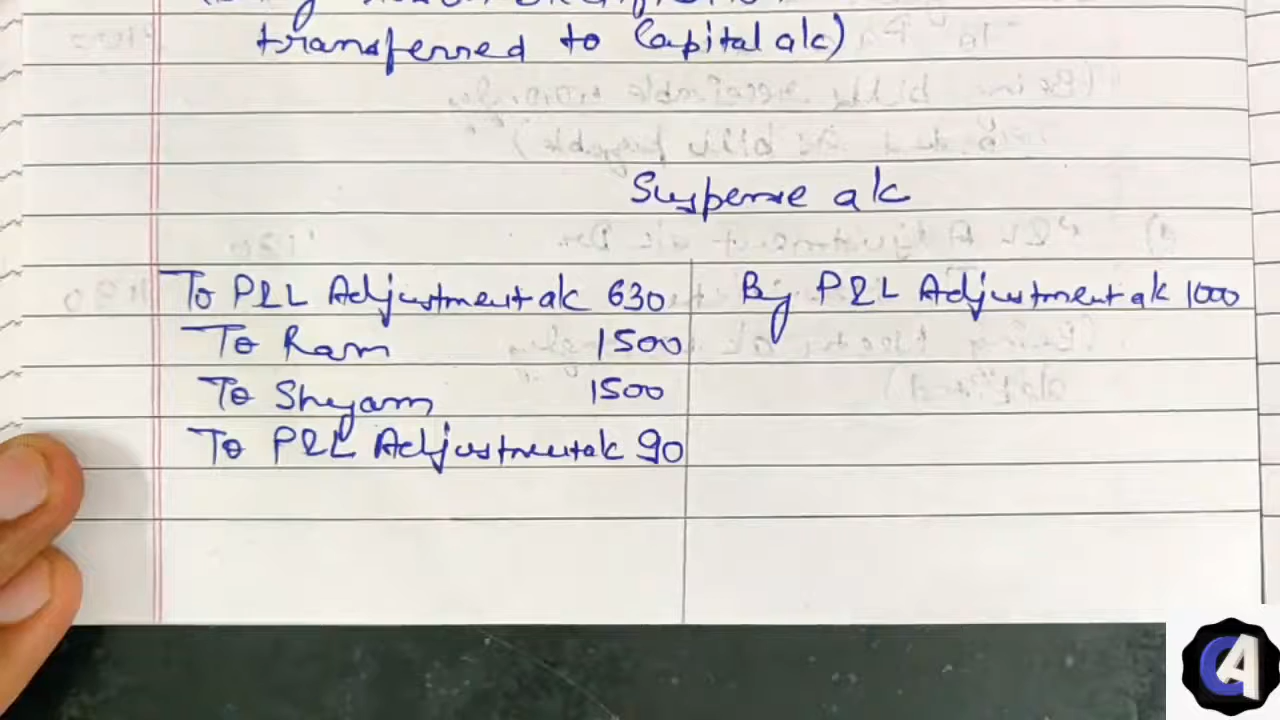 transferred to Capital a/c)
Suspense a/c
To P&L Adjustment a/c 630 By P&L Adjustment a/c 1000
To Ram 1500
To Shyam 1500
To P&L Adjustment a/c 90
CA